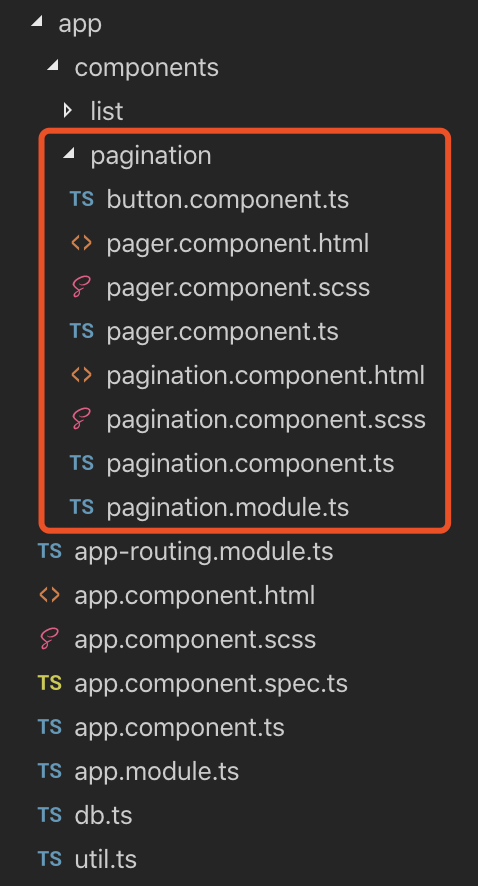 app
components
list
pagination
TS button.component.ts
<> pager.component.html
pager.component.scss
TS pager.component.ts
<> pagination.component.html
pagination.component.scss
TS pagination.component.ts
TS pagination.module.ts
TS app-routing.module.ts
<> app.component.html
app.component.scss
TS app.component.spec.ts
TS app.component.ts
TS app.module.ts
TS db.ts
TS util.ts